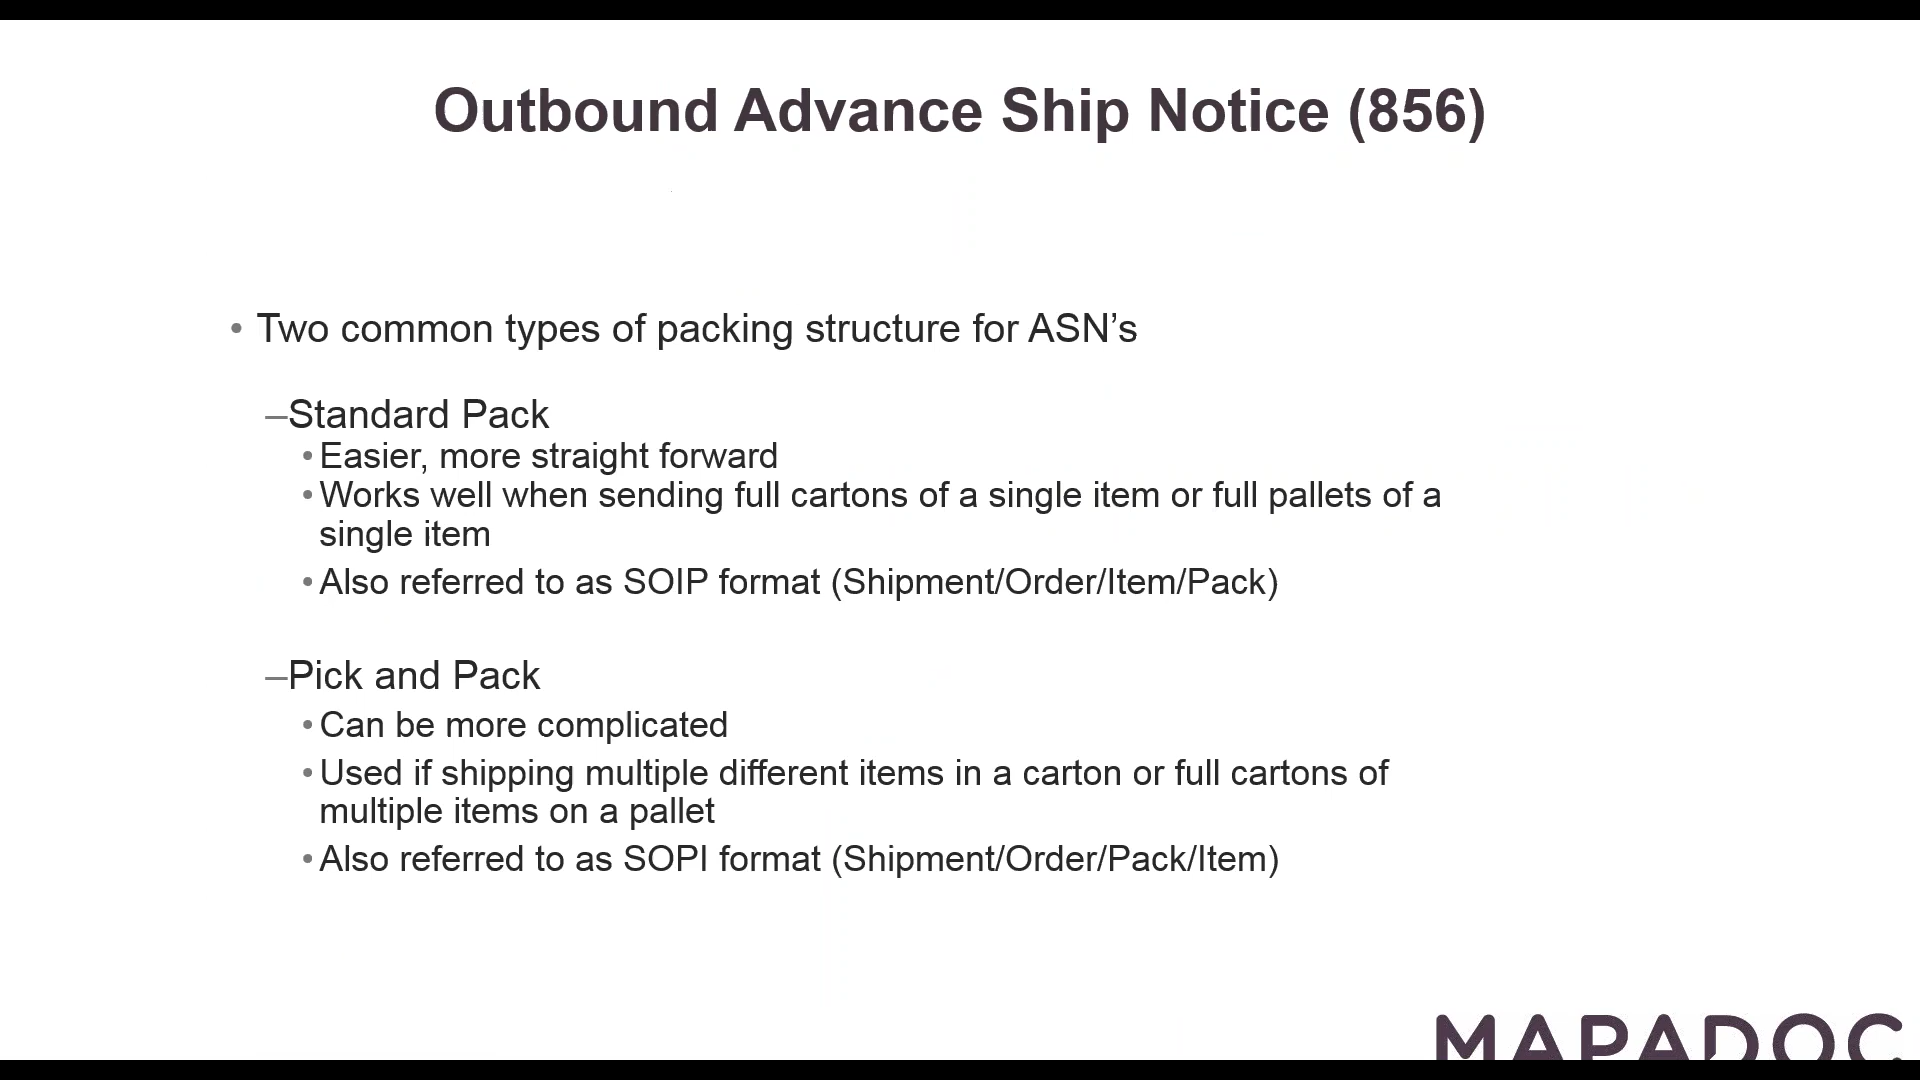 Outbound Advance Ship Notice (856)
• Two common types of packing structure for ASN’s
–Standard Pack
•Easier, more straight forward
•Works well when sending full cartons of a single item or full pallets of a
single item
•Also referred to as SOIP format (Shipment/Order/Item/Pack)
–Pick and Pack
•Can be more complicated
•Used if shipping multiple different items in a carton or full cartons of
multiple items on a pallet
•Also referred to as SOPI format (Shipment/Order/Pack/Item)
MAPADOC